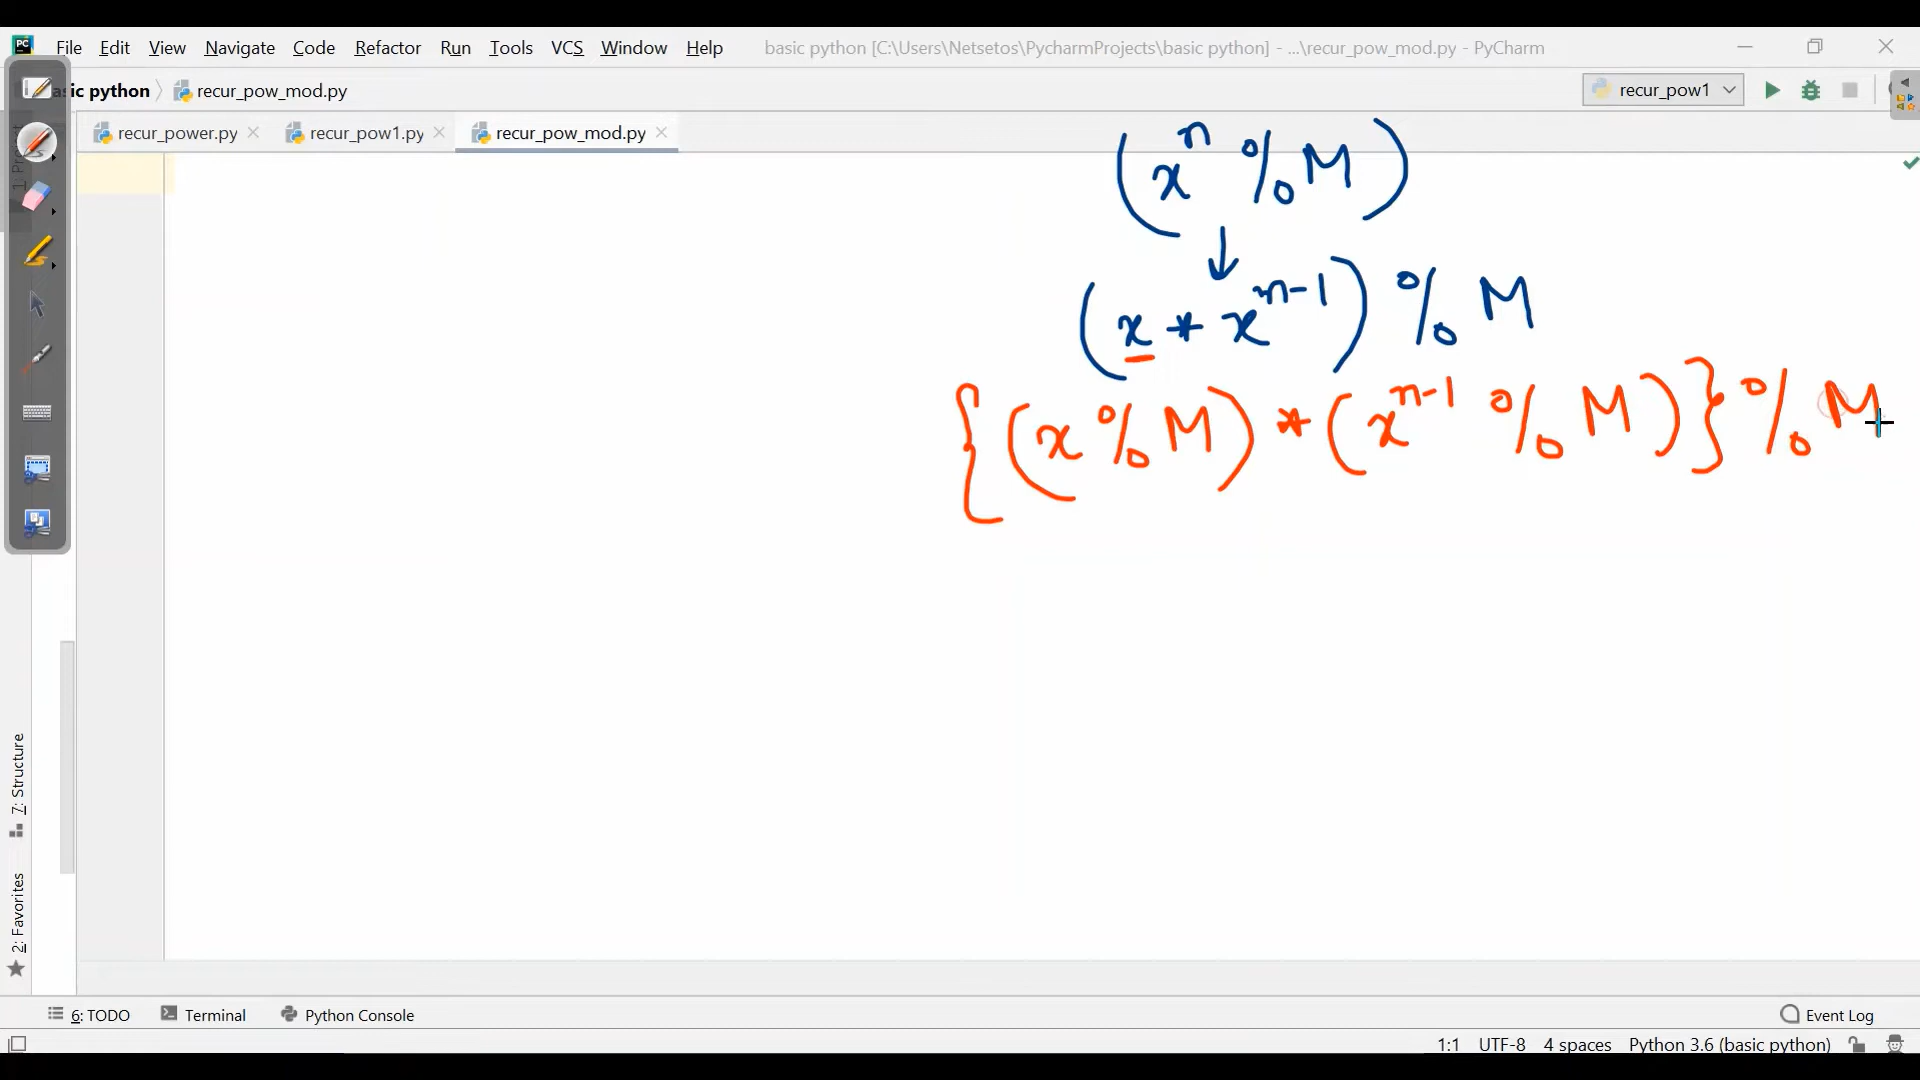 PC File Edit View Navigate Code Refactor Run Tools VCS Window Help basic python [C:\Users\Netsetos\PycharmProjects\basic python] - ...\recur_pow_mod.py - PyCharm
ic python recur_pow_mod.py recur_pow1
recur_power.py recur_pow1.py recur_pow_mod.py
(x^n % M)
↓
(x * x^{n-1}) % M
{(x % M) * (x^{n-1} % M)} % M
7: Structure
2: Favorites
6: TODO Terminal Python Console Event Log
1:1 UTF-8 4 spaces Python 3.6 (basic python)